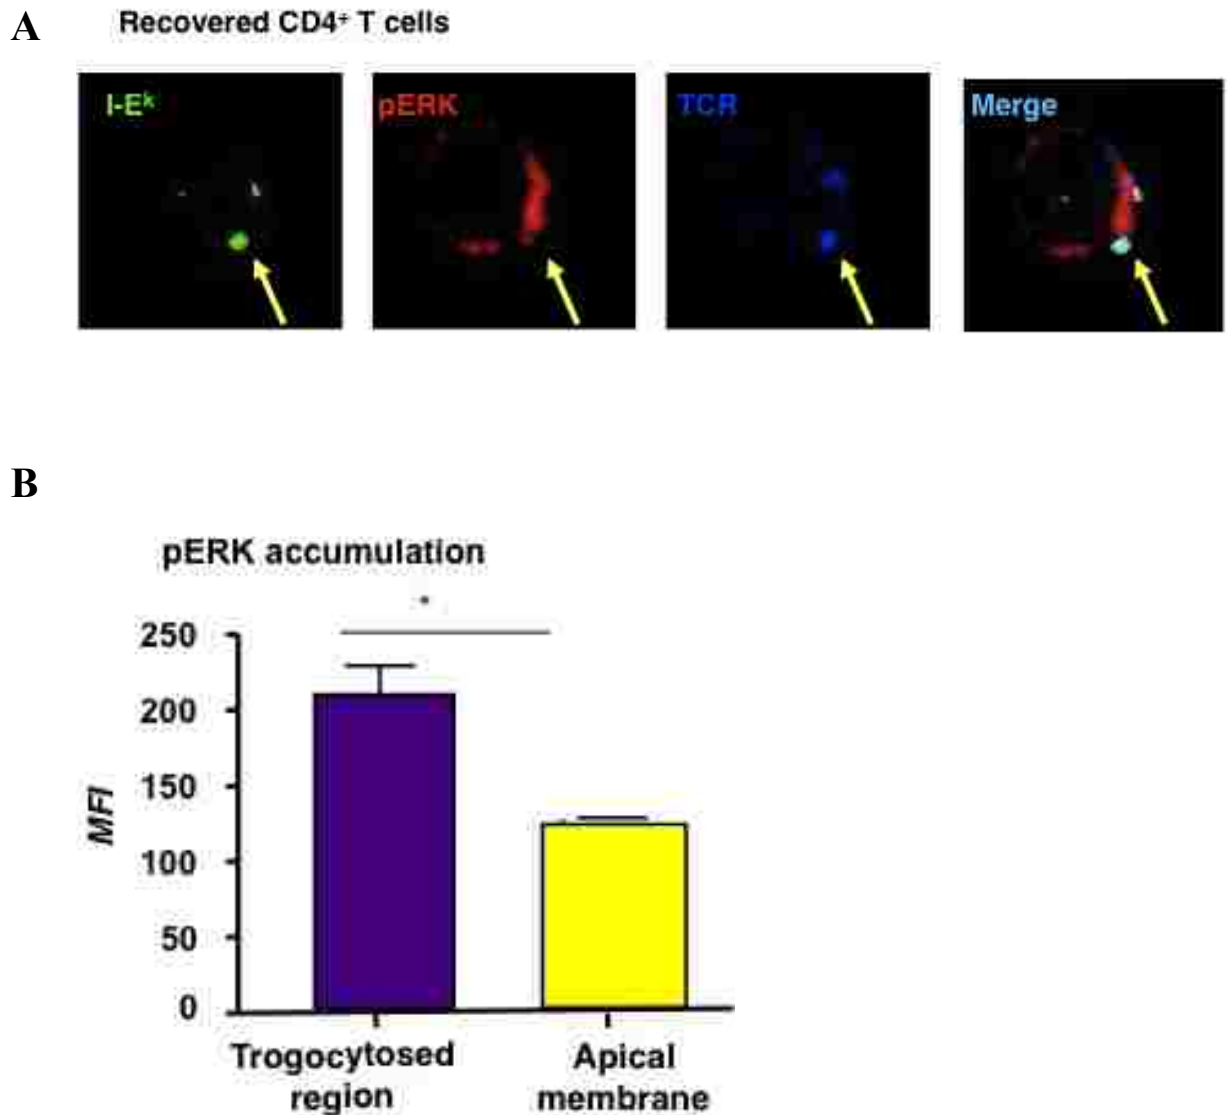 A
Recovered CD4⁺ T cells
I-Eᵏ
pERK
TCR
Merge
B
pERK accumulation
*
250
200
150
100
50
0
MFI
Trogocytosed
region
Apical
membrane